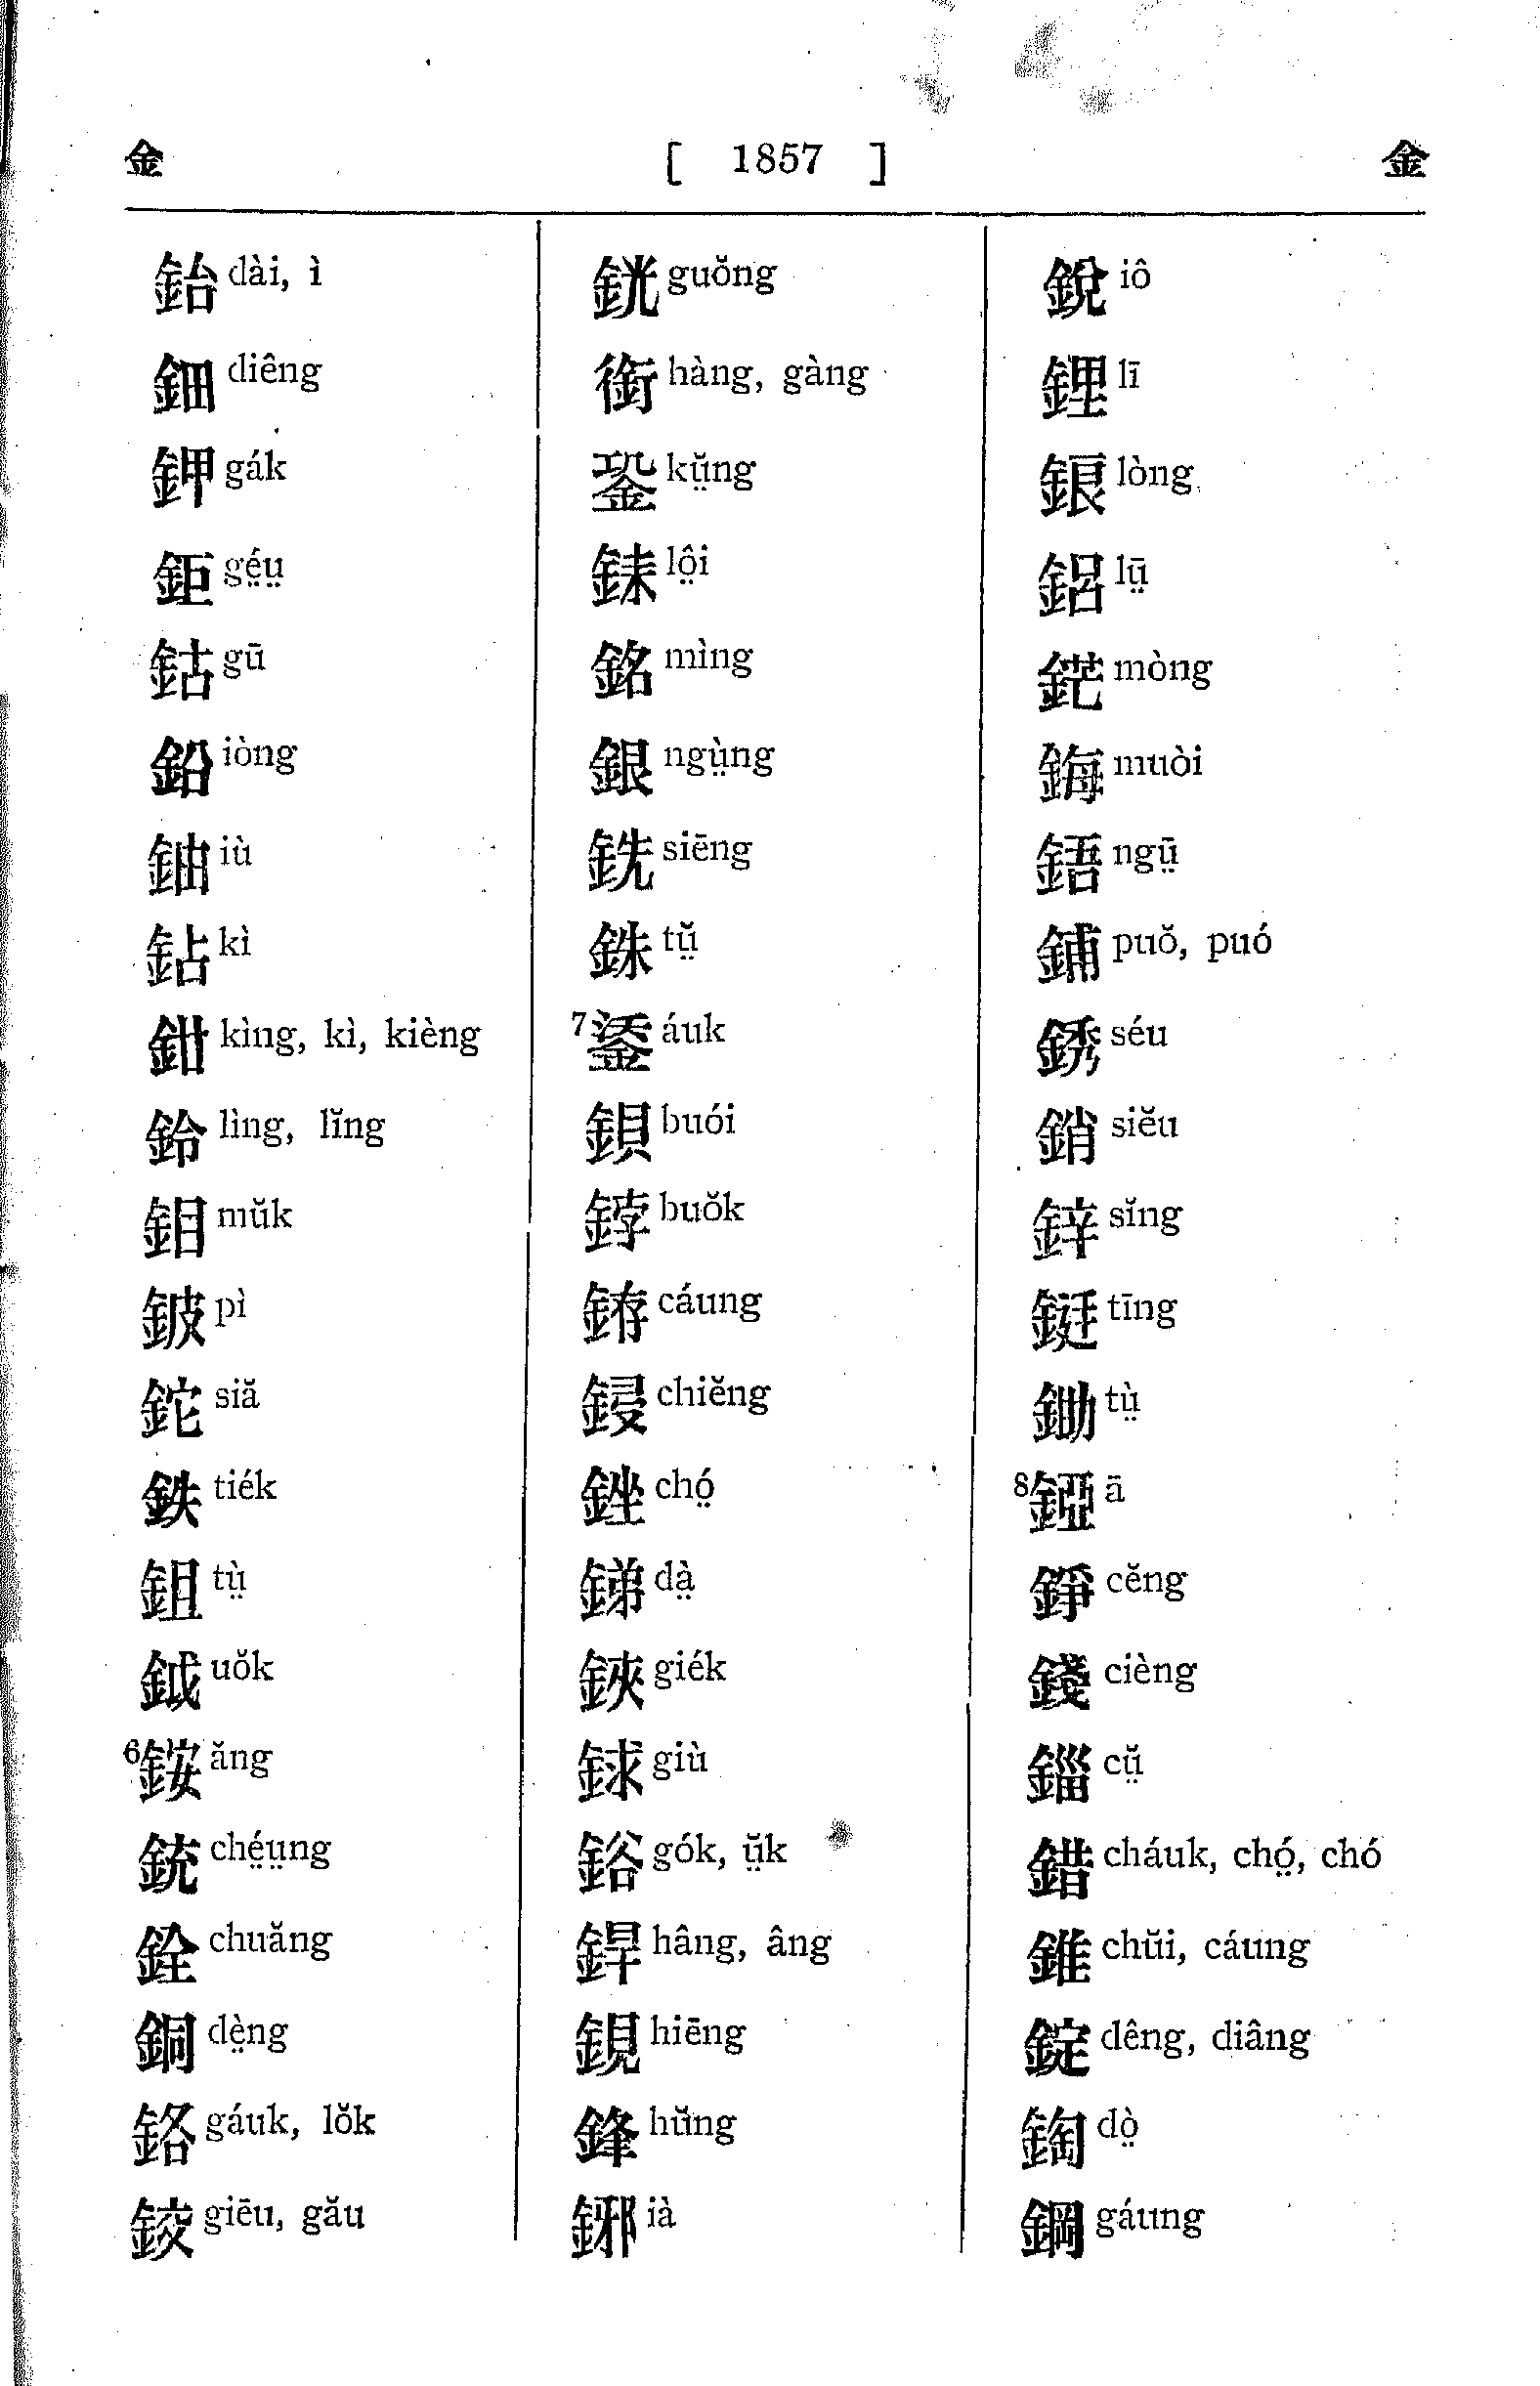 金 [ 1857 ] 金
鈶 dài, ì
鈿 diêng
鉀 gák
鉅 gé̤ṳ
鈷 gū
鉛 iòng
鈾 iù
鉆 kì
鉗 kìng, kì, kièng
鈴 lìng, lĭng
鉬 mŭk
鈹 pì
鉈 siă
鉄 tiék
鉏 tṳ̀
鉞 uŏk
6 銨 ăng
銃 ché̤ṳng
銓 chuăng
銅 dè̤ng
鉻 gáuk, lŏk
鉸 giēu, gău
銧 guŏng
銜 hàng, gàng
銎 kṳ̆ng
銇 lô̤i
銘 mìng
銀 ngṳ̀ng
銑 siēng
銖 tṳ̆
7 鋈 áuk
鋇 buói
鋍 buŏk
銌 cáung
鋟 chiĕng
銼 chó̤
銻 dà̤
鋏 giék
銶 giù
鋊 gók, ṳ̆k
銲 hâng, âng
鋧 hiēng
鋒 hŭng
鋣 ià
銳 iô
鋰 lī
鋃 lòng
鋁 lṳ̄
鋩 mòng
鋂 muòi
鋙 ngṳ̄
鋪 puŏ, puó
銹 séu
銷 siĕu
鋅 sĭng
鋌 tīng
鋤 tṳ̀
8 錏 ā
錚 cĕng
錢 cièng
錙 cṳ̆
錯 cháuk, chó̤, chó
錐 chŭi, cáung
錠 dêng, diâng
錭 dò̤
鋼 gáung